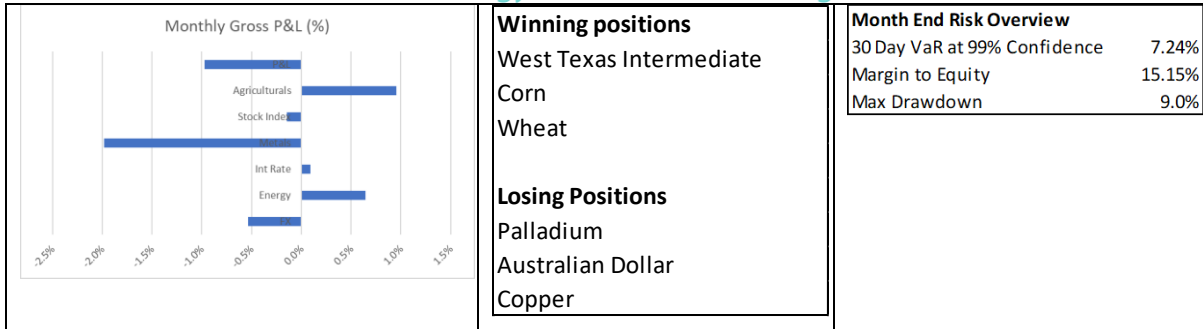 Monthly Gross P&L (%)
P&L
Agriculturals
Stock Index
Metals
Int Rate
Energy
FX
-2.5%
-2.0%
-1.5%
-1.0%
-0.5%
0.0%
0.5%
1.0%
1.5%
Winning positions
West Texas Intermediate
Corn
Wheat
Losing Positions
Palladium
Australian Dollar
Copper
Month End Risk Overview
30 Day VaR at 99% Confidence 7.24%
Margin to Equity 15.15%
Max Drawdown 9.0%